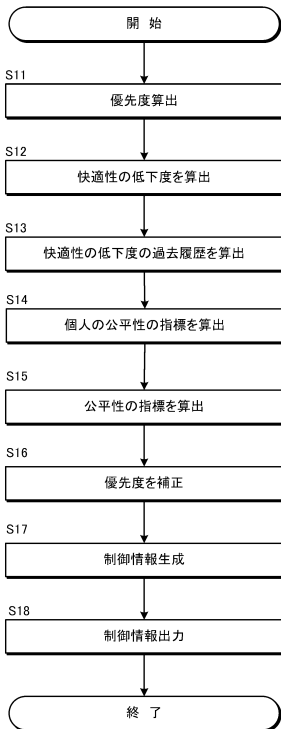 開 始
S11
優先度算出
S12
快適性の低下度を算出
S13
快適性の低下度の過去履歴を算出
S14
個人の公平性の指標を算出
S15
公平性の指標を算出
S16
優先度を補正
S17
制御情報生成
S18
制御情報出力
終 了